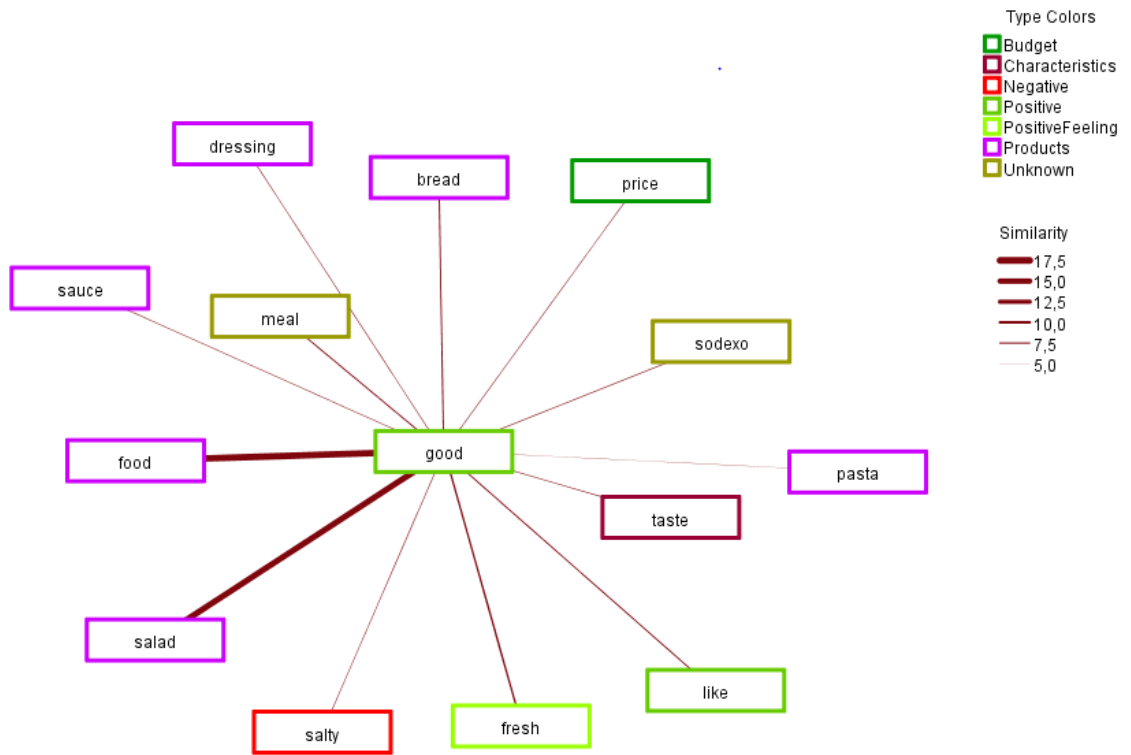 Type Colors
Budget
Characteristics
Negative
Positive
PositiveFeeling
Products
Unknown
Similarity
17,5
15,0
12,5
10,0
7,5
5,0
dressing
bread
price
sauce
meal
sodexo
food
good
pasta
taste
salad
like
salty
fresh